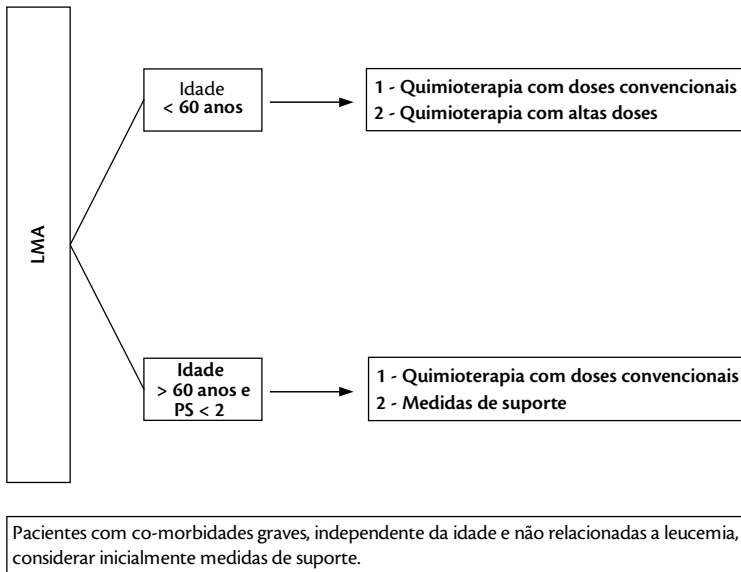 LMA
Idade
< 60 anos
1 - Quimioterapia com doses convencionais
2 - Quimioterapia com altas doses
Idade
> 60 anos e
PS < 2
1 - Quimioterapia com doses convencionais
2 - Medidas de suporte
Pacientes com co-morbidades graves, independente da idade e não relacionadas a leucemia,
considerar inicialmente medidas de suporte.